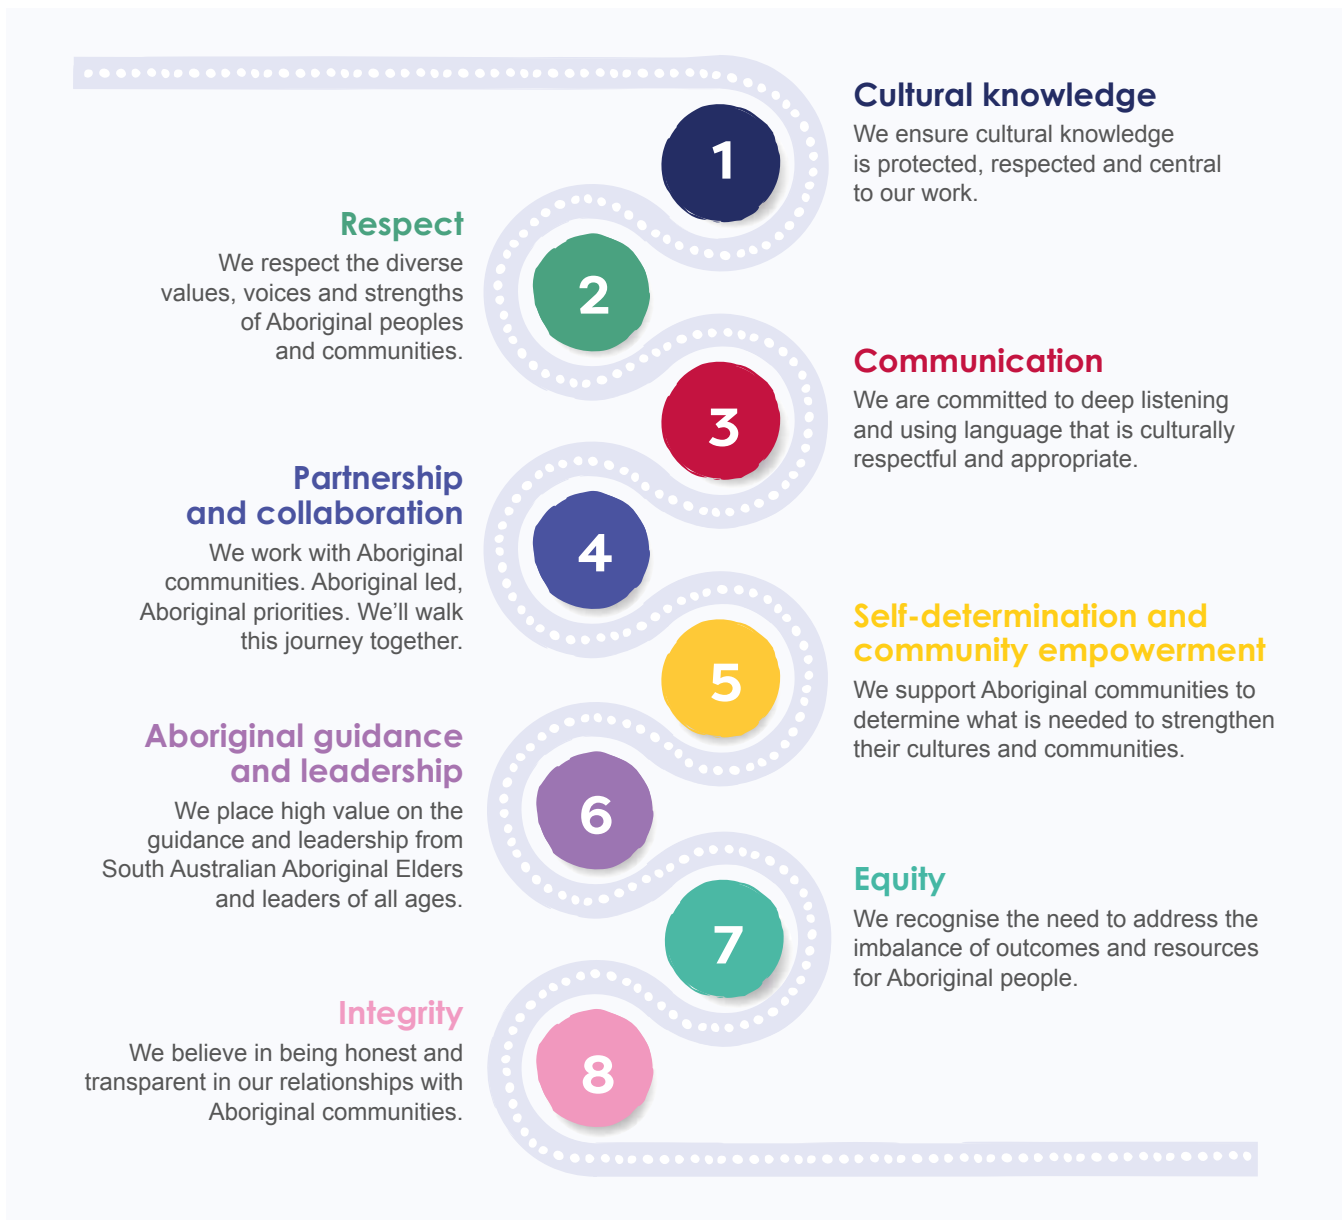 1
Cultural knowledge
We ensure cultural knowledge
is protected, respected and central
to our work.
2
Respect
We respect the diverse
values, voices and strengths
of Aboriginal peoples
and communities.
3
Communication
We are committed to deep listening
and using language that is culturally
respectful and appropriate.
4
Partnership
and collaboration
We work with Aboriginal
communities. Aboriginal led,
Aboriginal priorities. We’ll walk
this journey together.
5
Self-determination and
community empowerment
We support Aboriginal communities to
determine what is needed to strengthen
their cultures and communities.
6
Aboriginal guidance
and leadership
We place high value on the
guidance and leadership from
South Australian Aboriginal Elders
and leaders of all ages.
7
Equity
We recognise the need to address the
imbalance of outcomes and resources
for Aboriginal people.
8
Integrity
We believe in being honest and
transparent in our relationships with
Aboriginal communities.